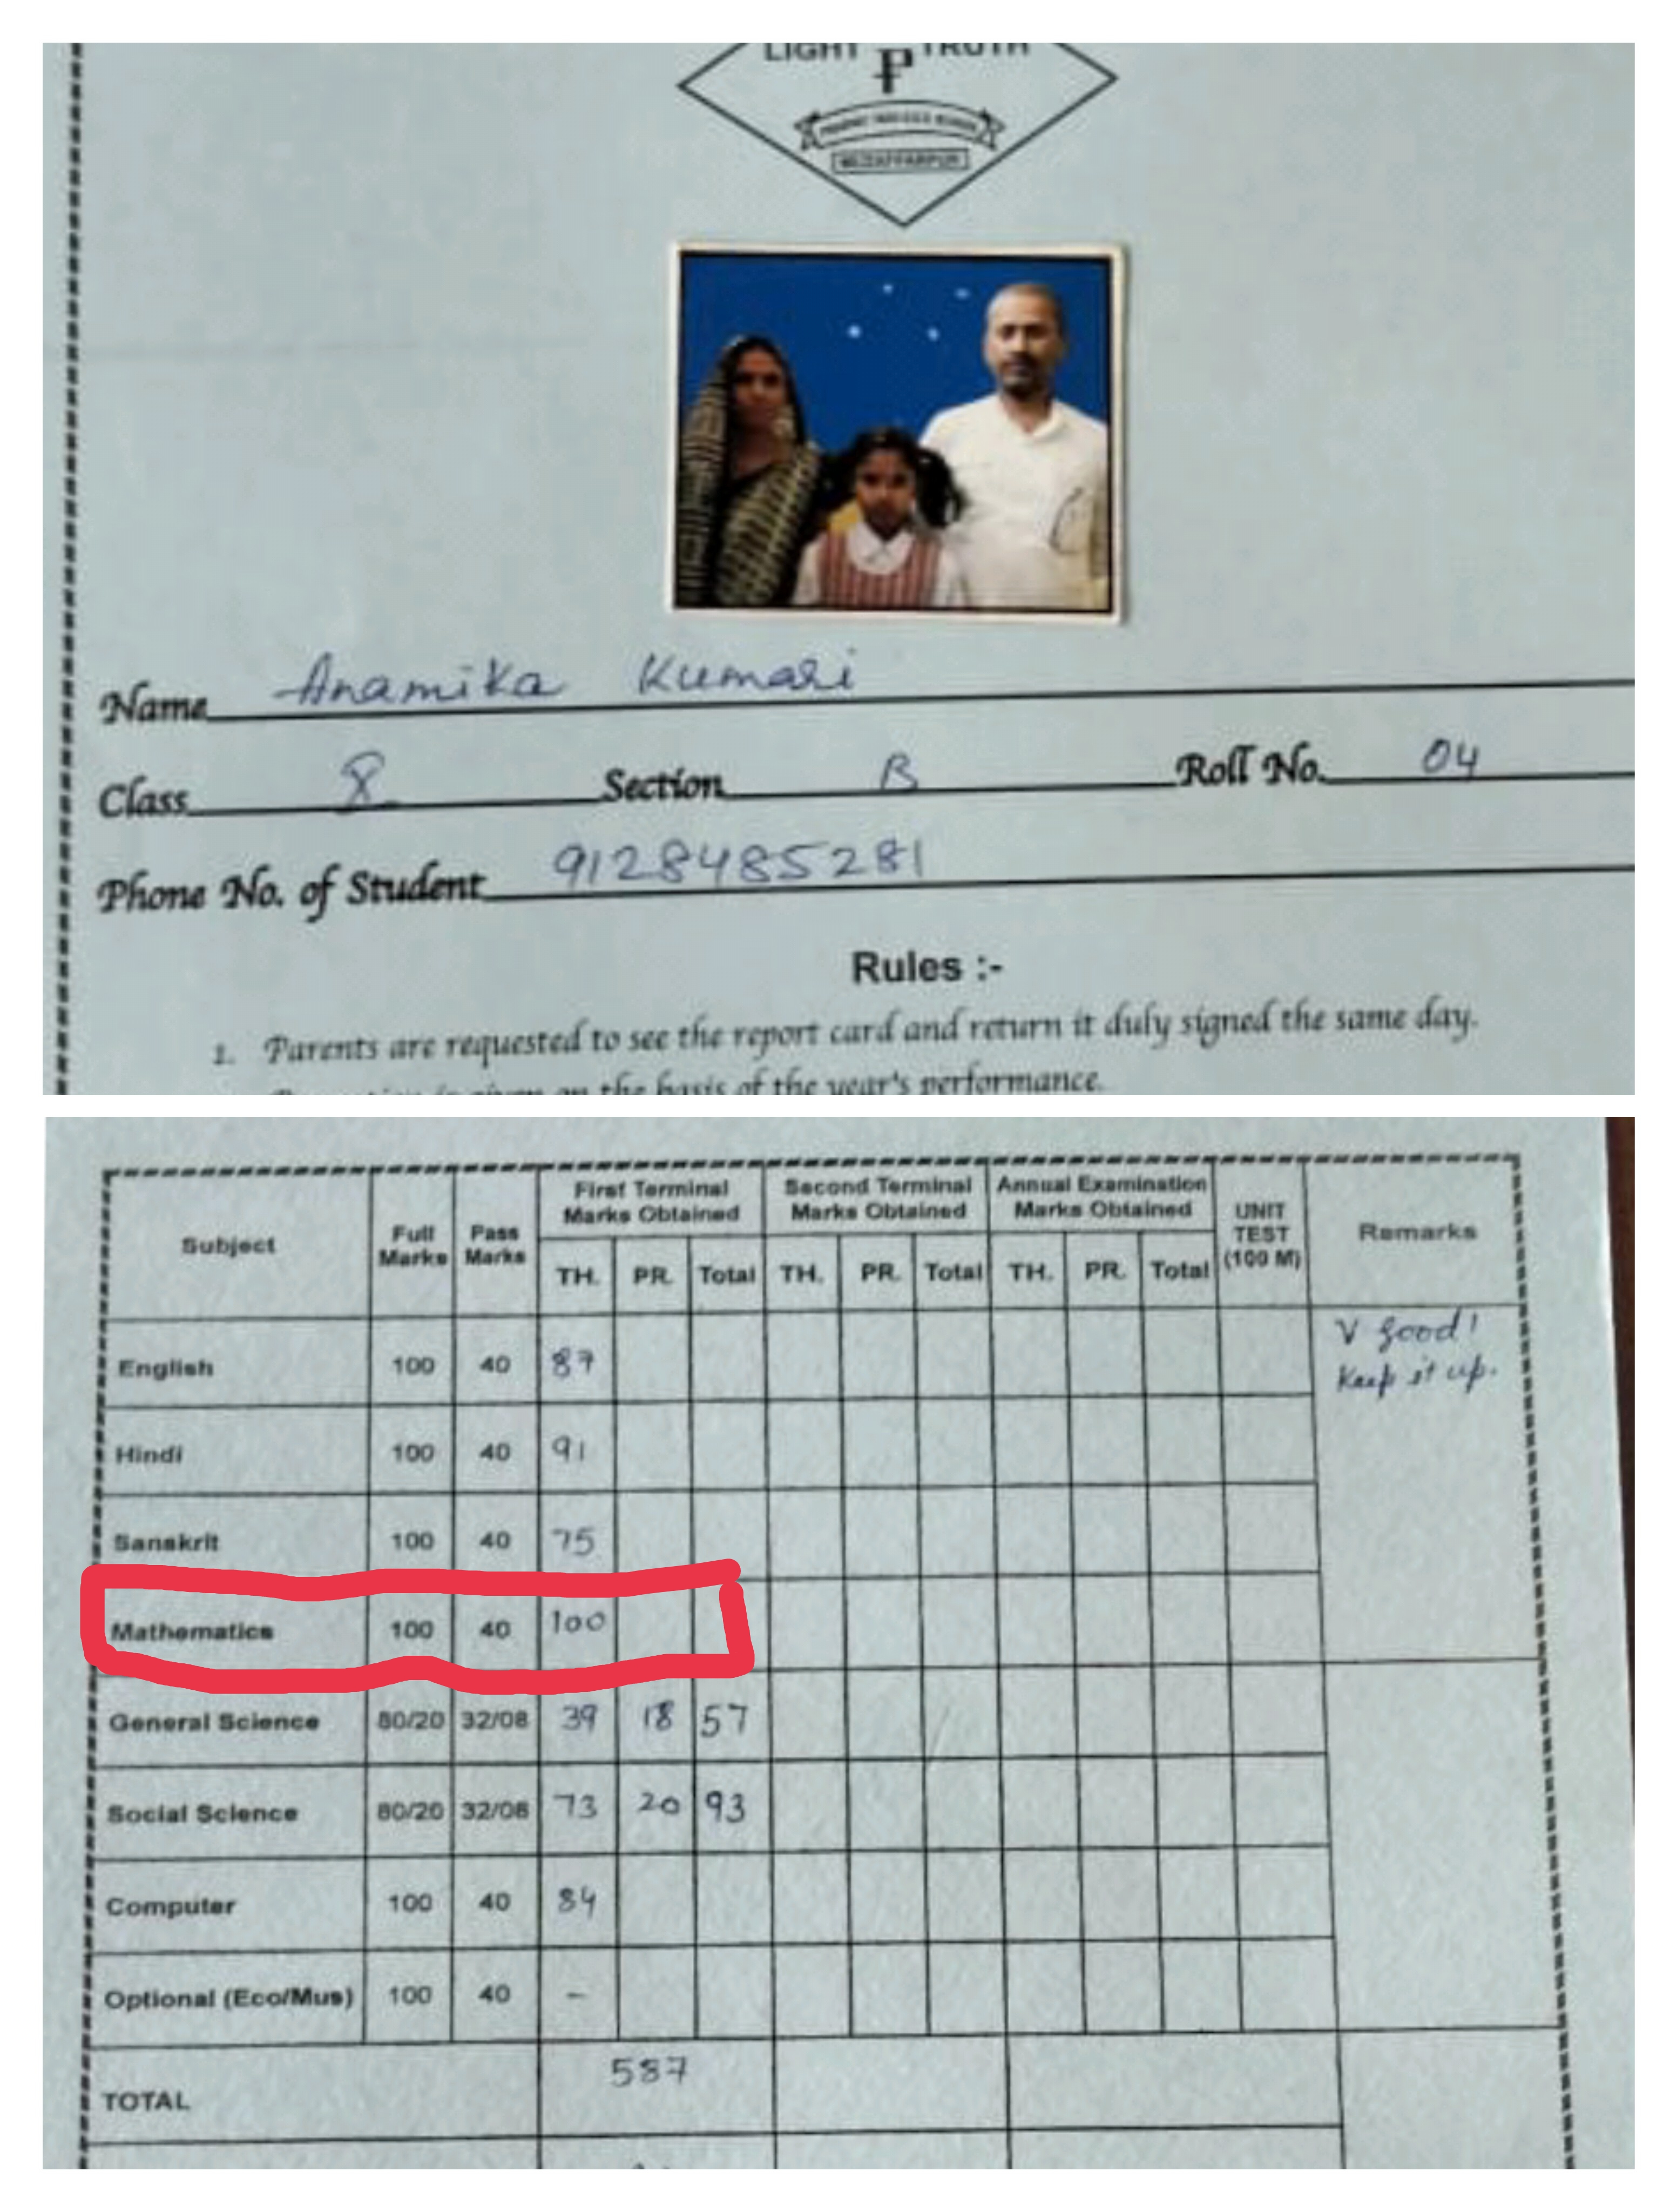 LIGHT TRUTH
MUZAFFARPUR
Name Anamika Kumari
Class 8 Section B Roll No. 04
Phone No. of Student 9128485281
Rules :-
1. Parents are requested to see the report card and return it duly signed the same day.
is given on the basis of the year's performance.
Subject Full Marks Pass Marks First Terminal Marks Obtained Second Terminal Marks Obtained Annual Examination Marks Obtained UNIT TEST (100 M) Remarks
TH. PR. Total TH. PR. Total TH. PR. Total
English 100 40 87 V good! Keep it up.
Hindi 100 40 91
Sanskrit 100 40 75
Mathematics 100 40 100
General Science 80/20 32/08 39 18 57
Social Science 80/20 32/08 73 20 93
Computer 100 40 84
Optional (Eco/Mus) 100 40 -
TOTAL 587